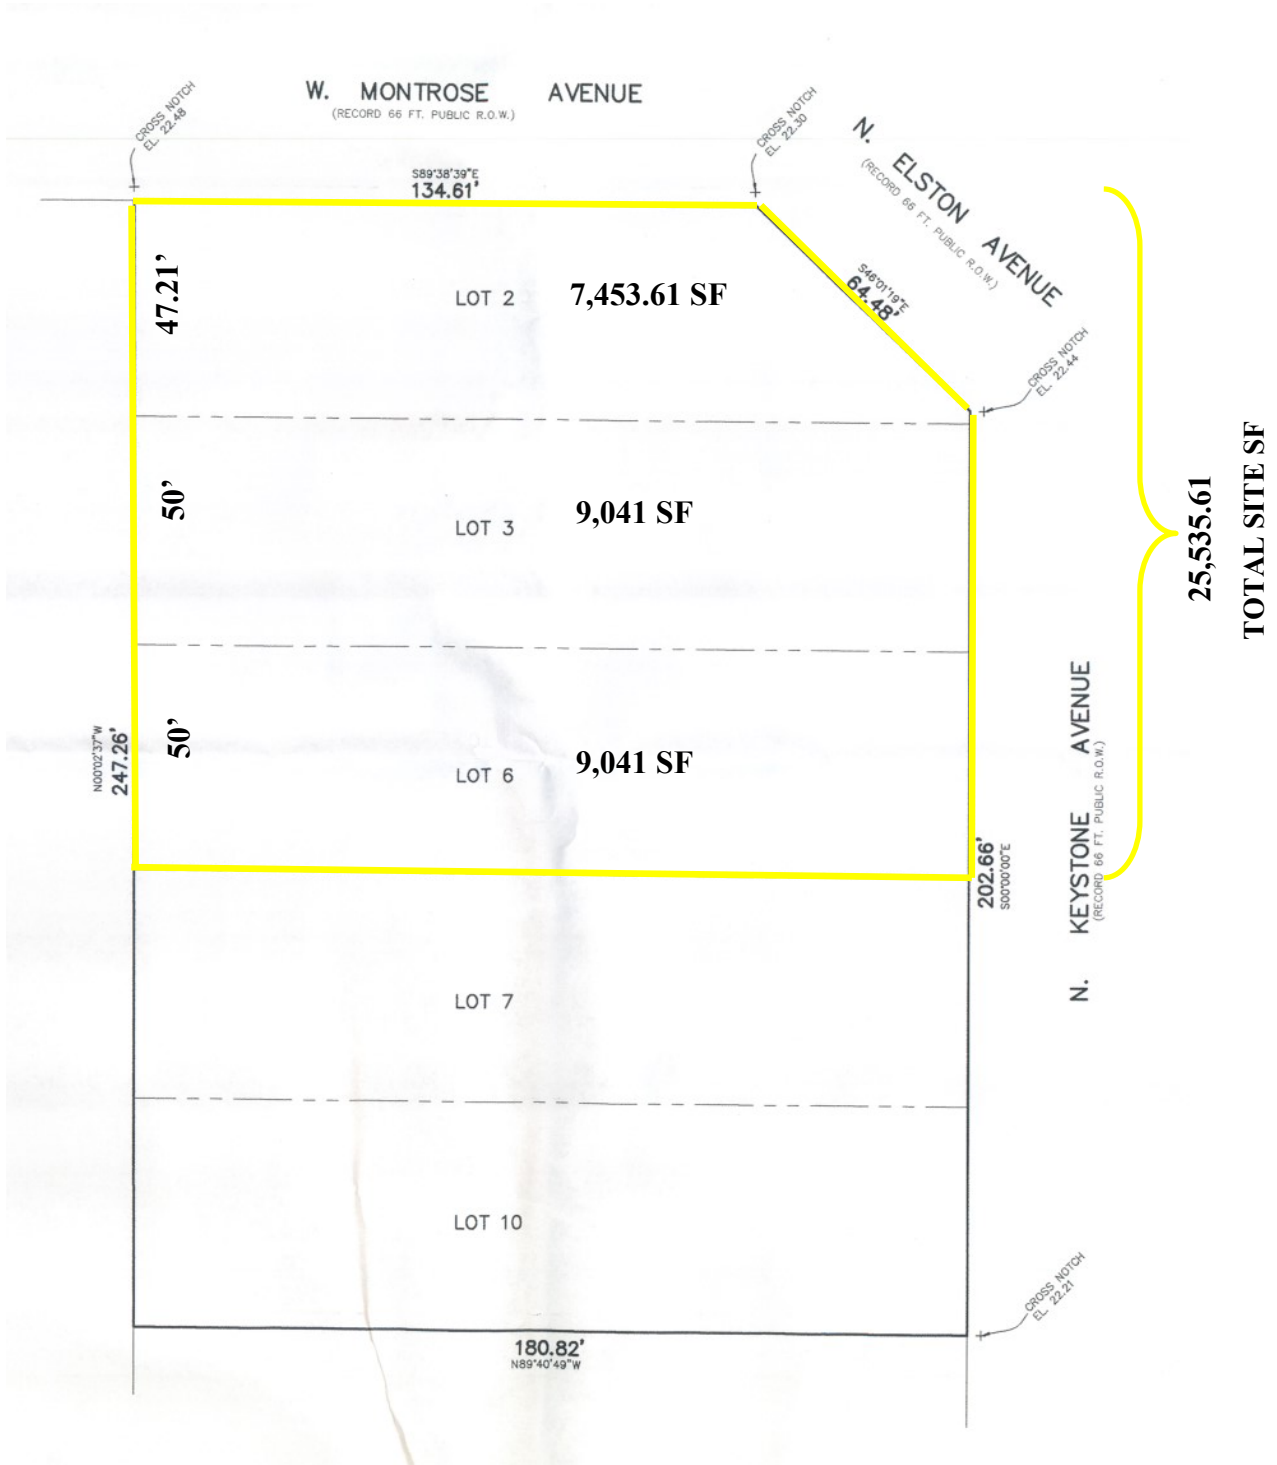 W. MONTROSE AVENUE
(RECORD 66 FT. PUBLIC R.O.W.)
CROSS NOTCH
EL. 22.48
CROSS NOTCH
EL. 22.30
N. ELSTON AVENUE
(RECORD 66 FT. PUBLIC R.O.W.)
S89°38'39"E
134.61'
S46°01'19"E
64.48'
47.21’
LOT 2
7,453.61 SF
CROSS NOTCH
EL. 22.44
50’
LOT 3
9,041 SF
25,535.61
TOTAL SITE SF
50’
LOT 6
9,041 SF
N00°02'37"W
247.26'
202.66'
S00°00'00"E
N. KEYSTONE AVENUE
(RECORD 66 FT. PUBLIC R.O.W.)
LOT 7
LOT 10
CROSS NOTCH
EL. 22.21
180.82'
N89°40'49"W